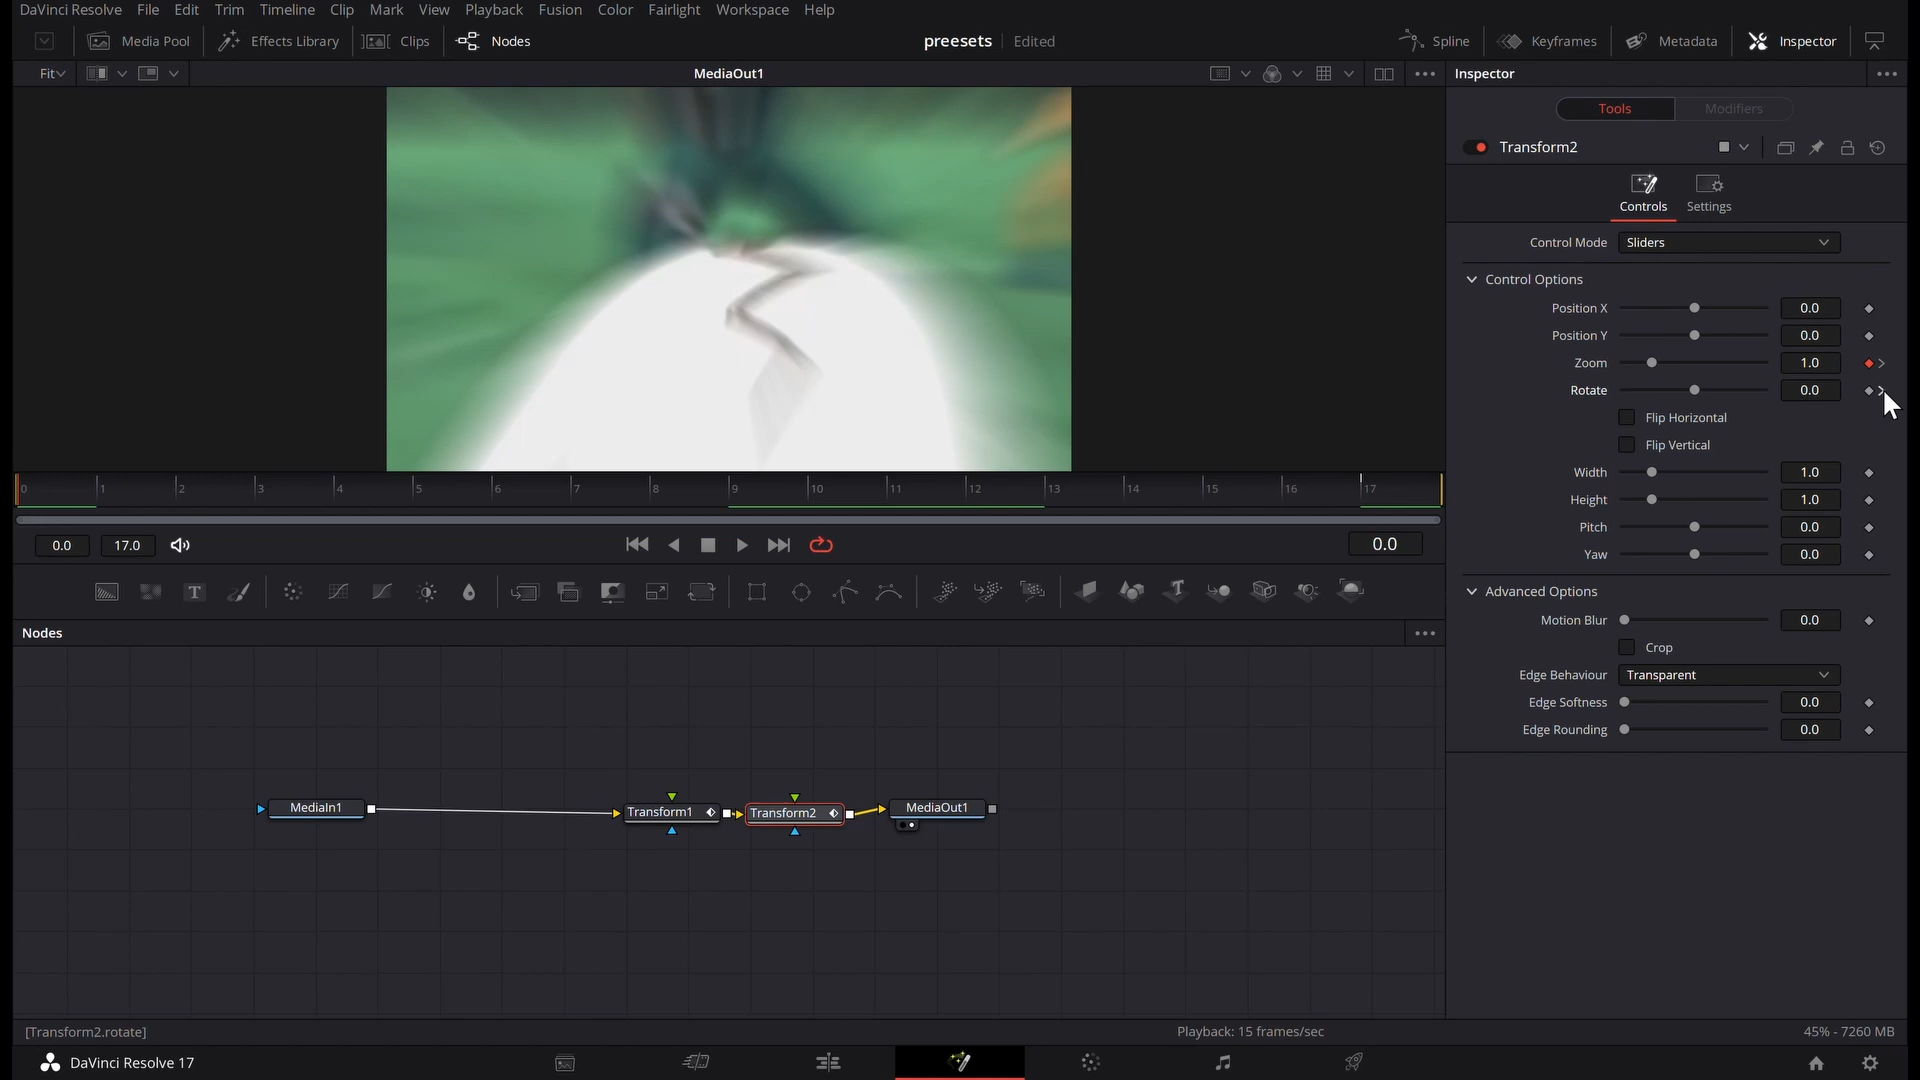 DaVinci Resolve File Edit Trim Timeline Clip Mark View Playback Fusion Color Fairlight Workspace Help
Media Pool Effects Library Clips Nodes preesets Edited Spline Keyframes Metadata Inspector
Fit MediaOut1 Inspector
Tools Modifiers
Transform2
Controls Settings
Control Mode Sliders
Control Options
Position X 0.0
Position Y 0.0
Zoom 1.0
Rotate 0.0
Flip Horizontal
Flip Vertical
Width 1.0
Height 1.0
Pitch 0.0
Yaw 0.0
Advanced Options
Motion Blur 0.0
Crop
Edge Behaviour Transparent
Edge Softness 0.0
Edge Rounding 0.0
0 1 2 3 4 5 6 7 8 9 10 11 12 13 14 15 16 17
0.0 17.0 0.0
Nodes
MediaIn1 Transform1 Transform2 MediaOut1
[Transform2.rotate] Playback: 15 frames/sec 45% - 7260 MB
DaVinci Resolve 17